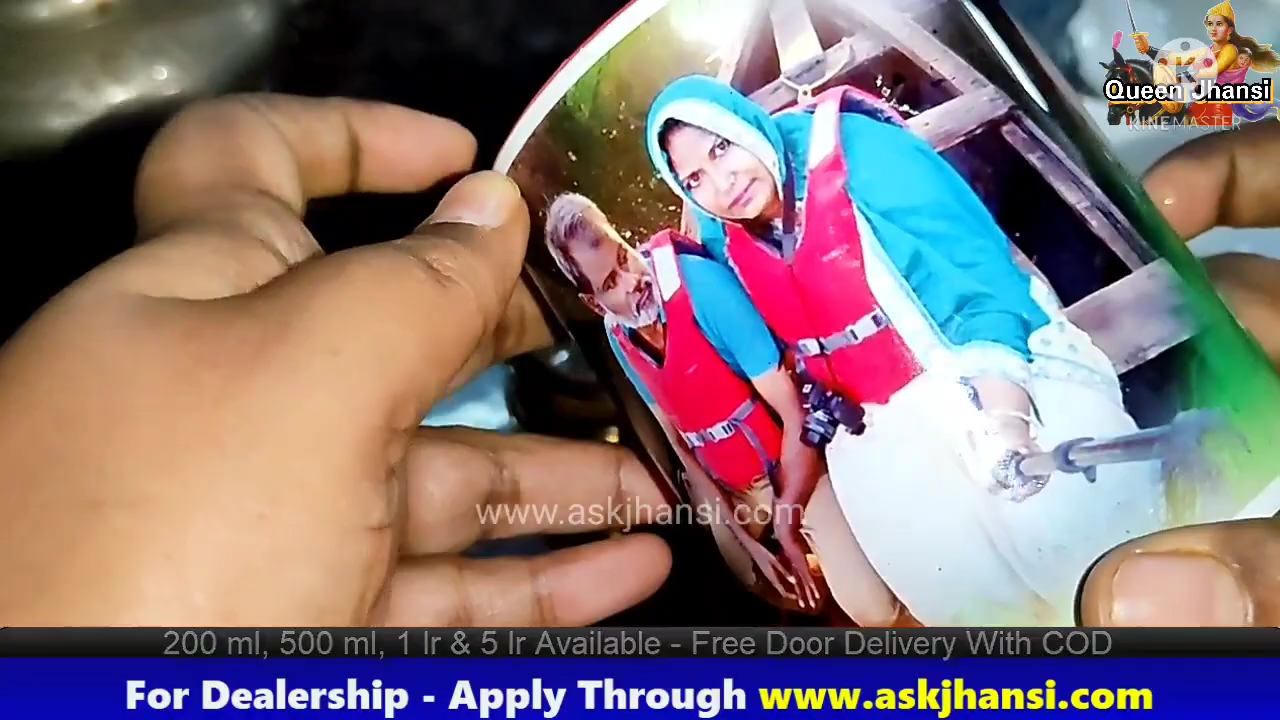 Queen Jhansi
KINEMASTER
www.askjhansi.com
200 ml, 500 ml, 1 lr & 5 lr Available - Free Door Delivery With COD
For Dealership - Apply Through www.askjhansi.com